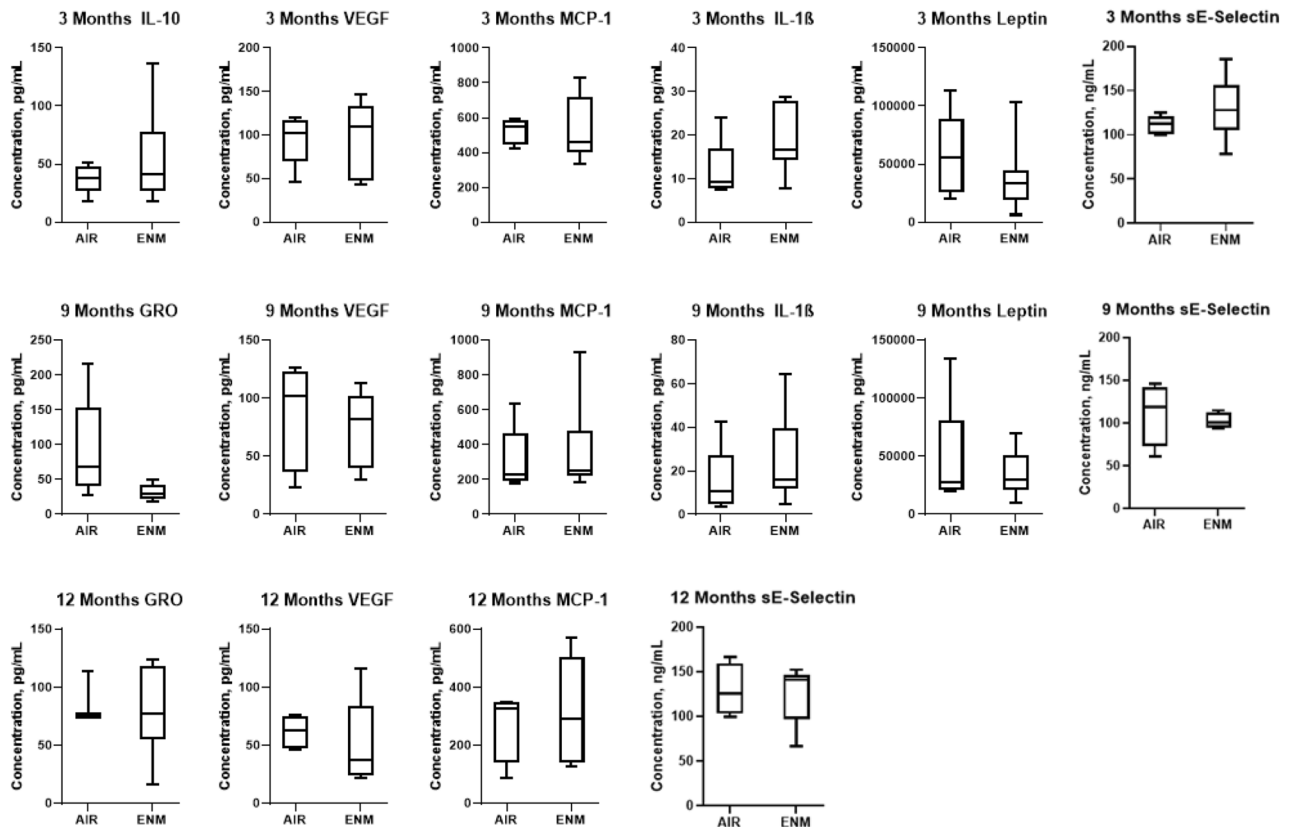 3 Months IL-10
Concentration, pg/mL
150
100
50
0
AIR ENM
3 Months VEGF
Concentration, pg/mL
200
150
100
50
0
AIR ENM
3 Months MCP-1
Concentration, pg/mL
1000
800
600
400
200
0
AIR ENM
3 Months IL-1ß
Concentration, pg/mL
40
30
20
10
0
AIR ENM
3 Months Leptin
Concentration, pg/mL
150000
100000
50000
0
AIR ENM
3 Months sE-Selectin
Concentration, ng/mL
200
150
100
50
0
AIR ENM
9 Months GRO
Concentration, pg/mL
250
200
150
100
50
0
AIR ENM
9 Months VEGF
Concentration, pg/mL
150
100
50
0
AIR ENM
9 Months MCP-1
Concentration, pg/mL
1000
800
600
400
200
0
AIR ENM
9 Months IL-1ß
Concentration, pg/mL
80
60
40
20
0
AIR ENM
9 Months Leptin
Concentration, pg/mL
150000
100000
50000
0
AIR ENM
9 Months sE-Selectin
Concentration, ng/mL
200
150
100
50
0
AIR ENM
12 Months GRO
Concentration, pg/mL
150
100
50
0
AIR ENM
12 Months VEGF
Concentration, pg/mL
150
100
50
0
AIR ENM
12 Months MCP-1
Concentration, pg/mL
600
400
200
0
AIR ENM
12 Months sE-Selectin
Concentration, ng/mL
200
150
100
50
0
AIR ENM